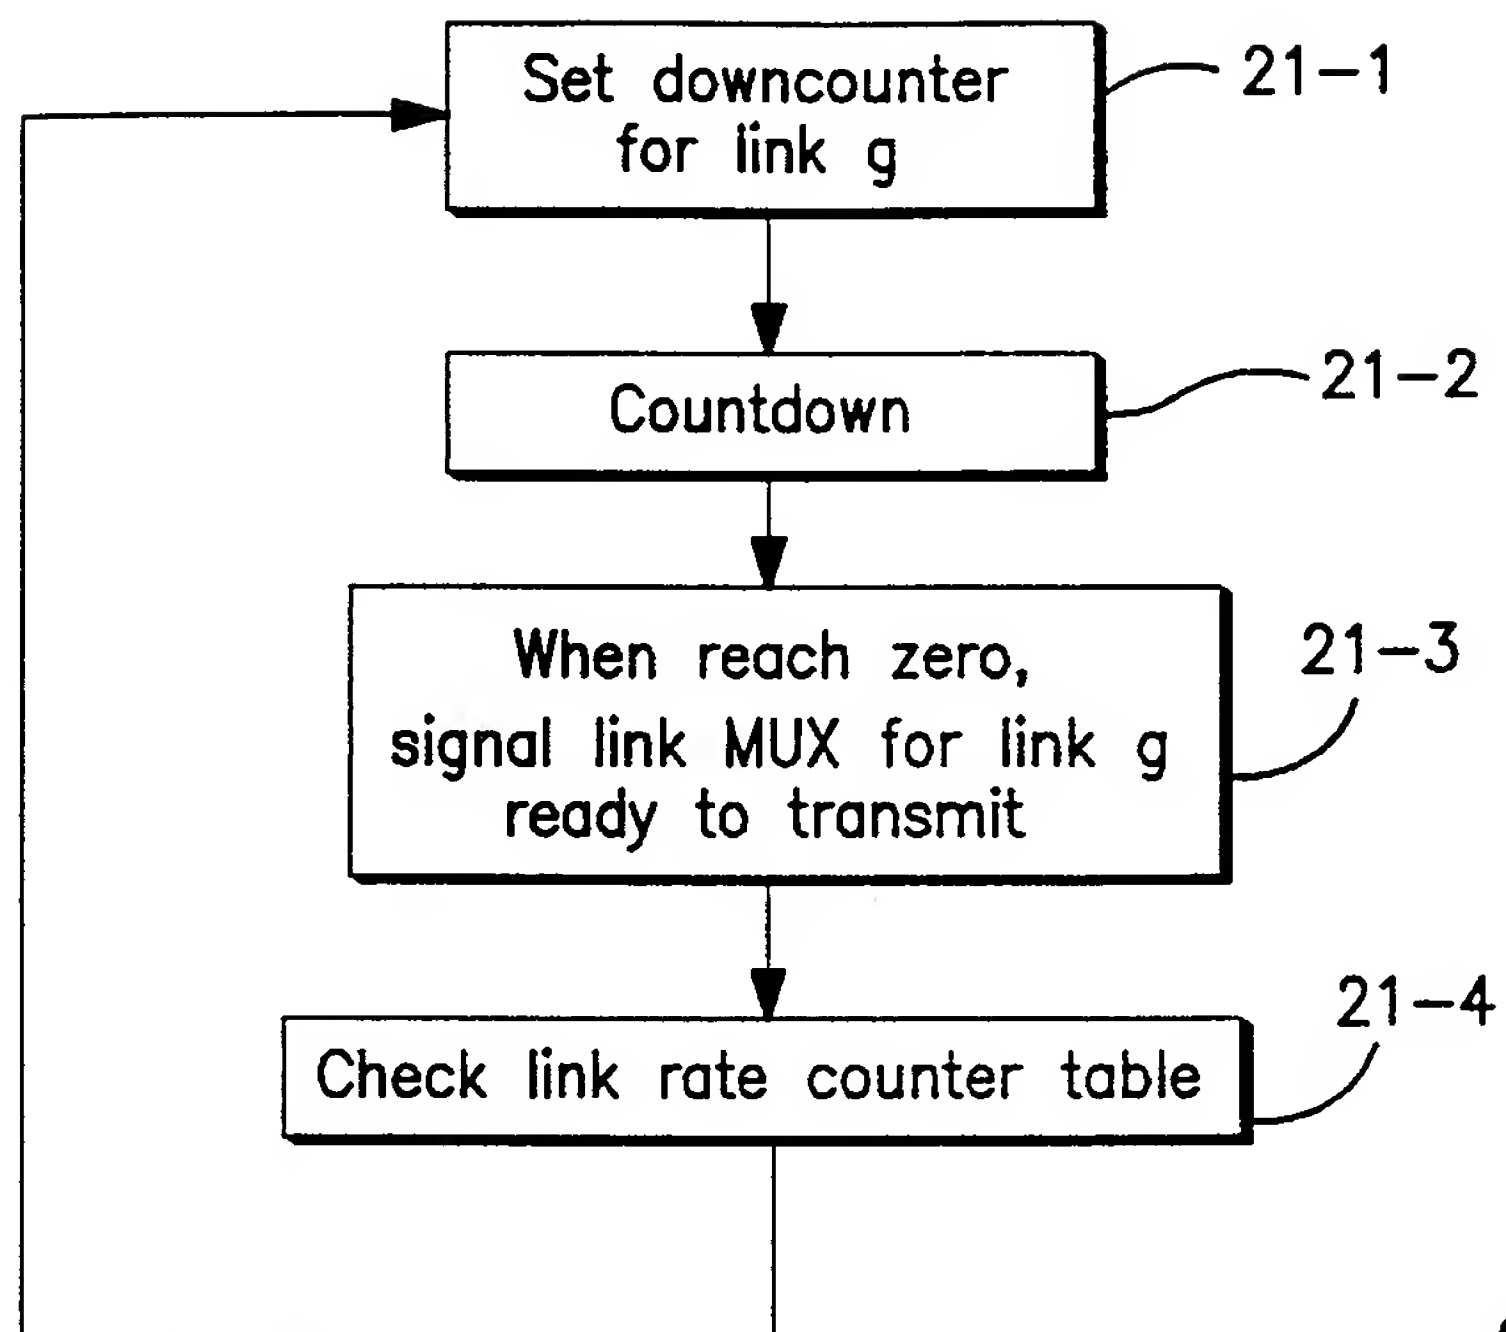 Set downcounter
for link g
21-1
Countdown
21-2
When reach zero,
signal link MUX for link g
ready to transmit
21-3
Check link rate counter table
21-4